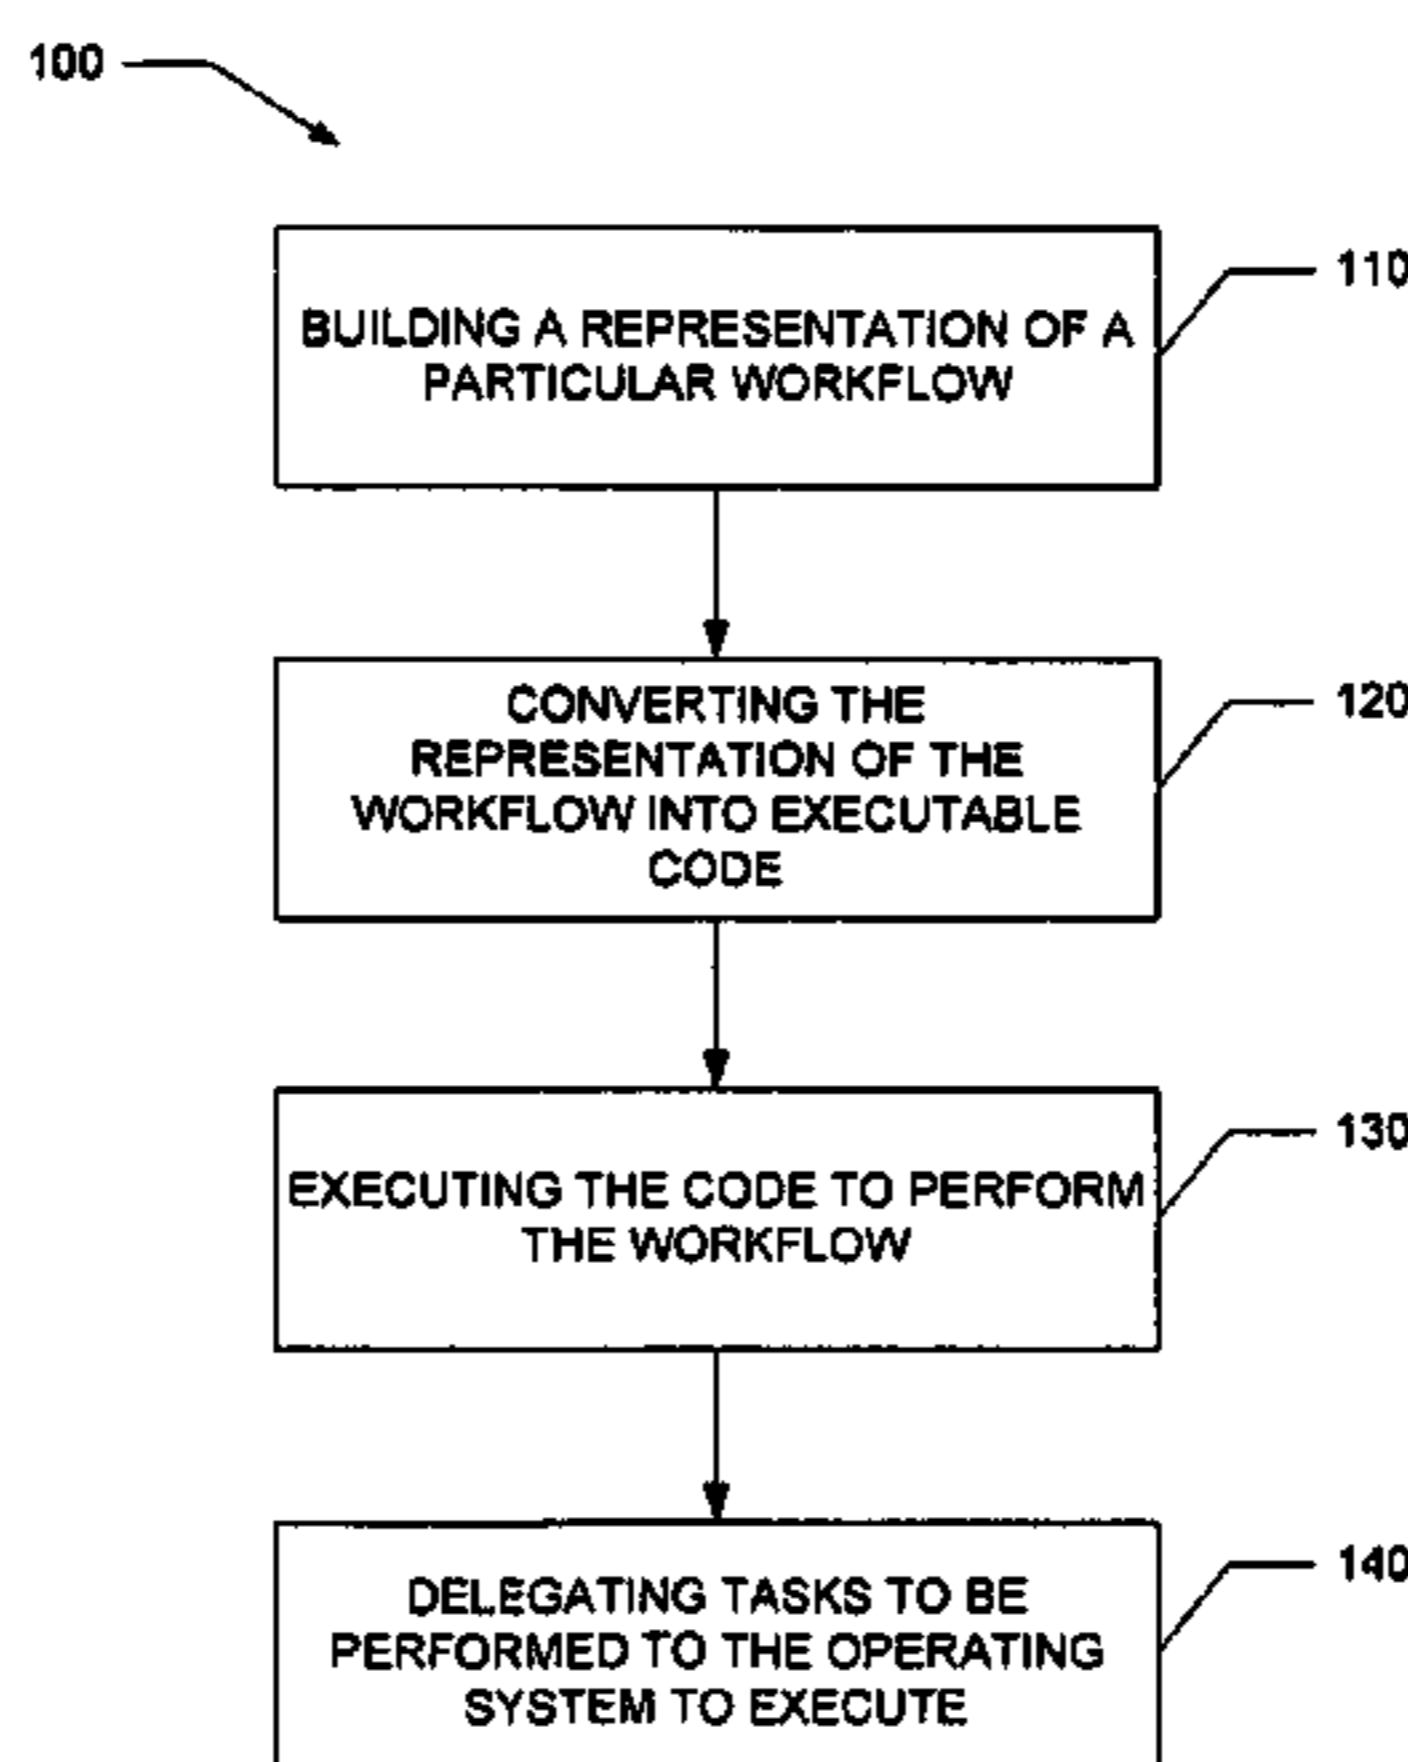 100
110
BUILDING A REPRESENTATION OF A
PARTICULAR WORKFLOW
120
CONVERTING THE
REPRESENTATION OF THE
WORKFLOW INTO EXECUTABLE
CODE
130
EXECUTING THE CODE TO PERFORM
THE WORKFLOW
140
DELEGATING TASKS TO BE
PERFORMED TO THE OPERATING
SYSTEM TO EXECUTE